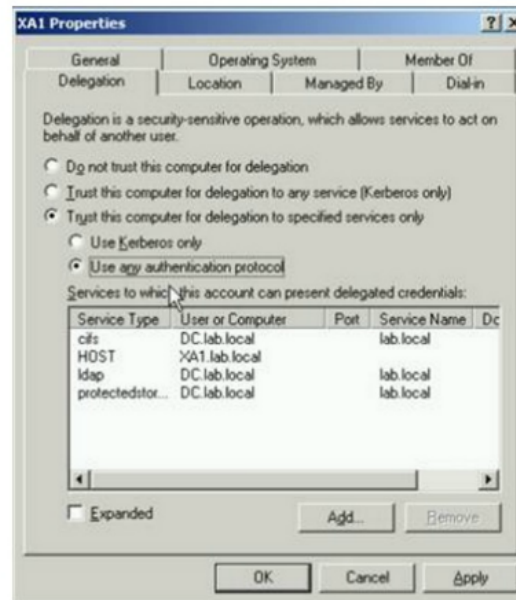 XA1 Properties
General Operating System Member Of
Delegation Location Managed By Dial-in
Delegation is a security-sensitive operation, which allows services to act on
behalf of another user.
Do not trust this computer for delegation
Trust this computer for delegation to any service (Kerberos only)
Trust this computer for delegation to specified services only
Use Kerberos only
Use any authentication protocol
Services to which this account can present delegated credentials:
Service Type User or Computer Port Service Name Dc
cifs DC.lab.local lab.local
HOST XA1.lab.local
ldap DC.lab.local lab.local
protectedstor... DC.lab.local lab.local
Expanded Add... Remove
OK Cancel Apply